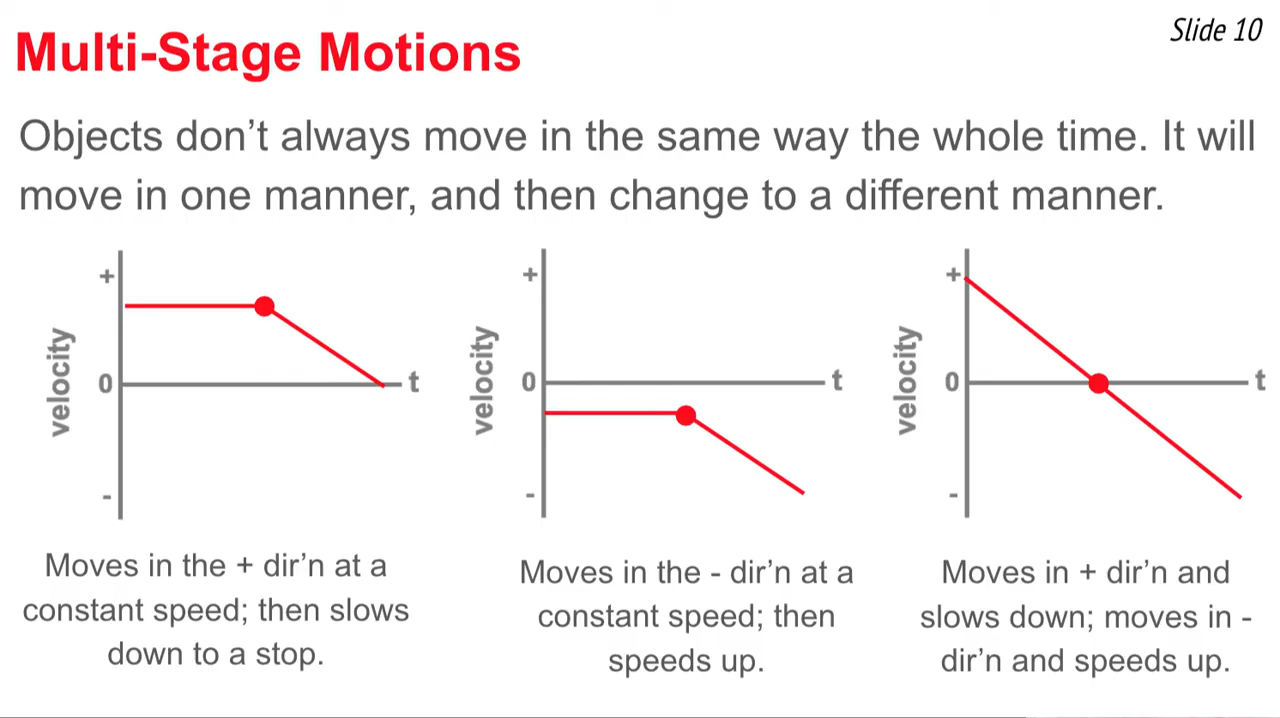 Slide 10
Multi-Stage Motions
Objects don’t always move in the same way the whole time. It will
move in one manner, and then change to a different manner.
+
velocity
0
t
-
Moves in the + dir’n at a
constant speed; then slows
down to a stop.
+
velocity
0
t
-
Moves in the - dir’n at a
constant speed; then
speeds up.
+
velocity
0
t
-
Moves in + dir’n and
slows down; moves in -
dir’n and speeds up.